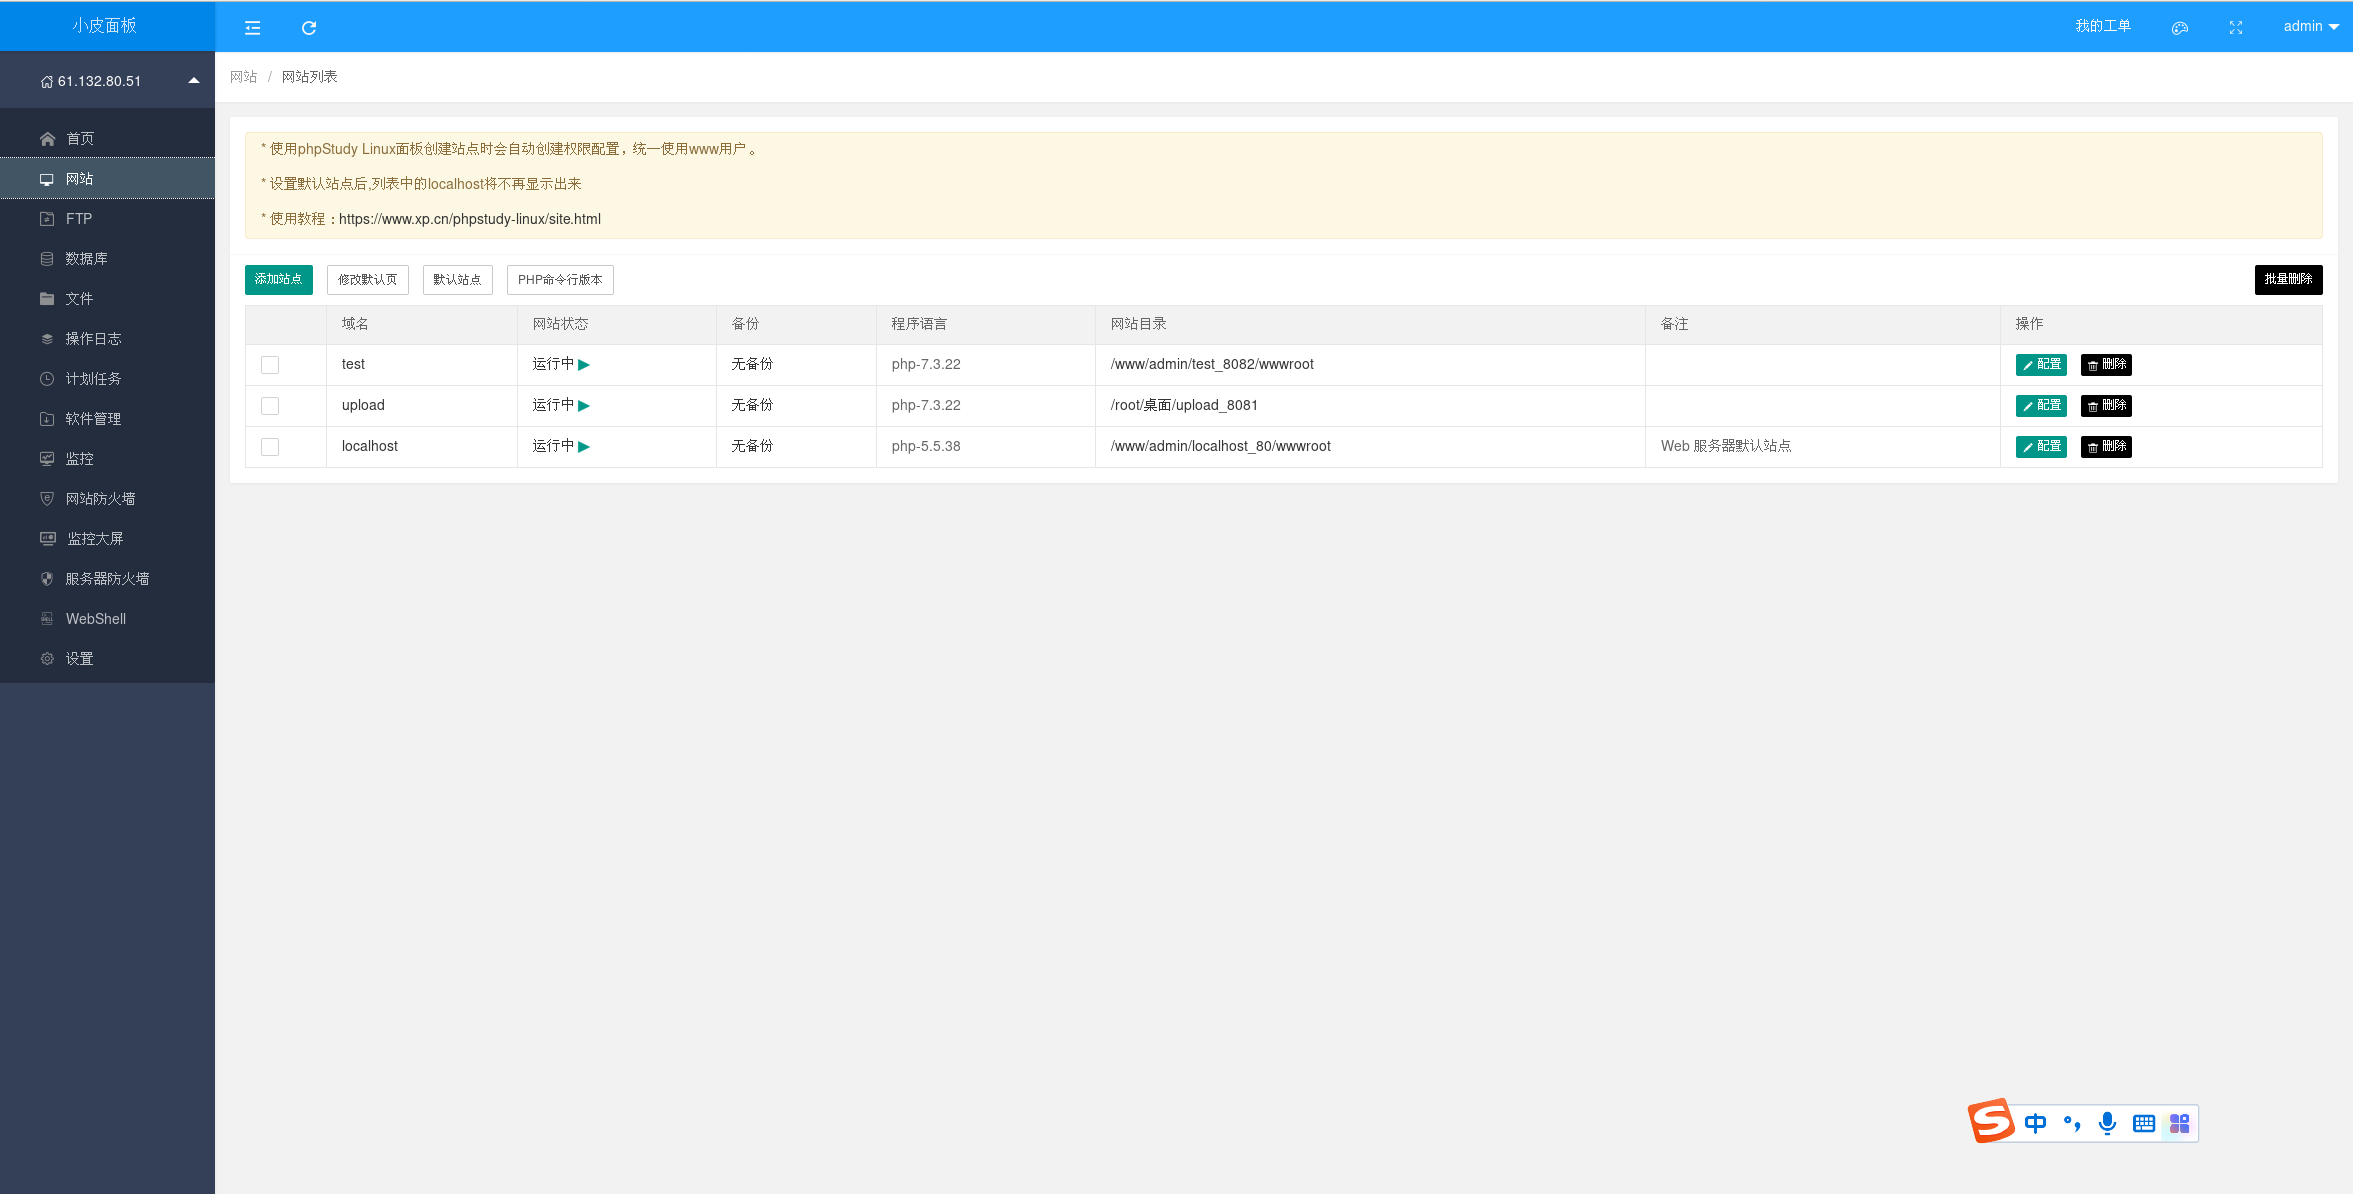 小皮面板
我的工单
admin
61.132.80.51
网站 / 网站列表
首页
网站
FTP
数据库
文件
操作日志
计划任务
软件管理
监控
网站防火墙
监控大屏
服务器防火墙
WebShell
设置
* 使用phpStudy Linux面板创建站点时会自动创建权限配置，统一使用www用户。
* 设置默认站点后,列表中的localhost将不再显示出来
* 使用教程：https://www.xp.cn/phpstudy-linux/site.html
添加站点 修改默认页 默认站点 PHP命令行版本 批量删除
域名 网站状态 备份 程序语言 网站目录 备注 操作
test 运行中 无备份 php-7.3.22 /www/admin/test_8082/wwwroot 配置 删除
upload 运行中 无备份 php-7.3.22 /root/桌面/upload_8081 配置 删除
localhost 运行中 无备份 php-5.5.38 /www/admin/localhost_80/wwwroot Web 服务器默认站点 配置 删除
中